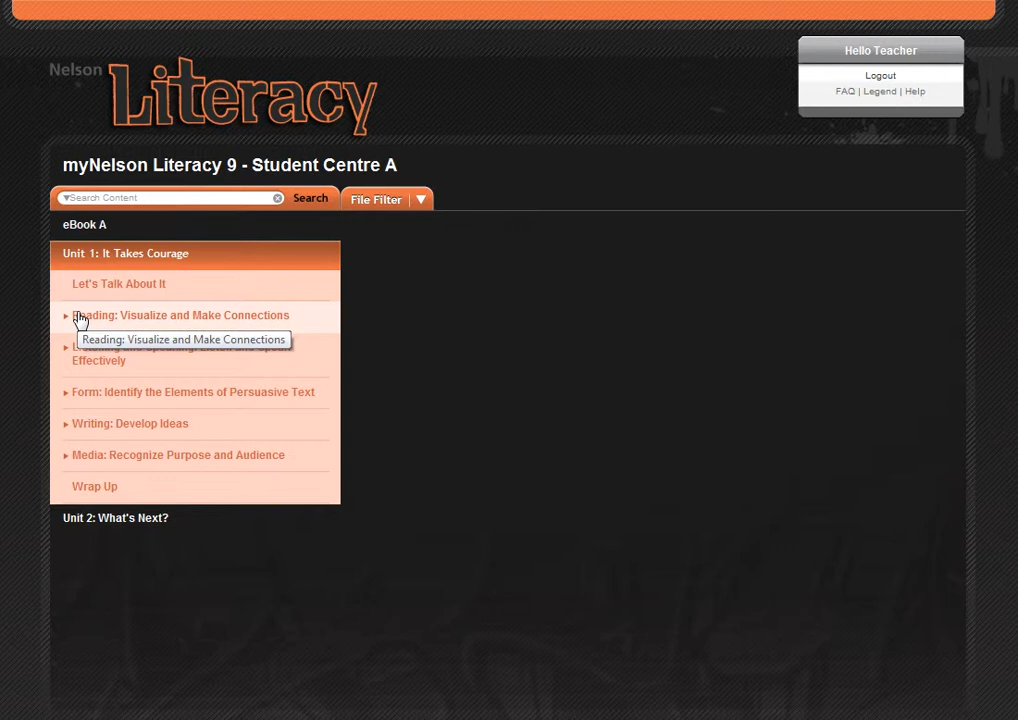 Nelson
Literacy
Hello Teacher
Logout
FAQ | Legend | Help
myNelson Literacy 9 - Student Centre A
Search Content
Search
File Filter
eBook A
Unit 1: It Takes Courage
Let's Talk About It
Reading: Visualize and Make Connections
Reading: Visualize and Make Connections
Effectively
Form: Identify the Elements of Persuasive Text
Writing: Develop Ideas
Media: Recognize Purpose and Audience
Wrap Up
Unit 2: What's Next?